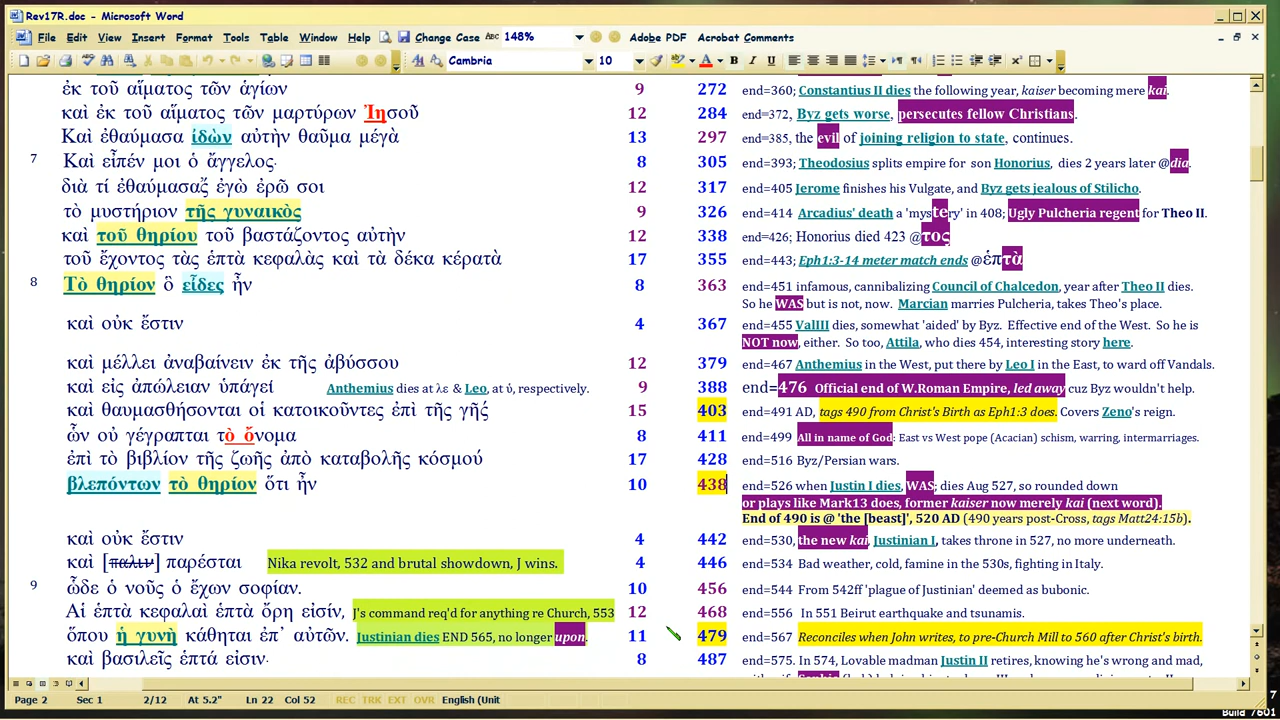 Rev17R.doc - Microsoft Word
File Edit View Insert Format Tools Table Window Help Change Case ABC 148% Adobe PDF Acrobat Comments
Cambria 10
ἐκ τοῦ αἵματος τῶν ἁγίων 9 272 end=360; Constantius II dies the following year, kaiser becoming mere kai.
καὶ ἐκ τοῦ αἵματος τῶν μαρτύρων Ἰησοῦ 12 284 end=372, Byz gets worse, persecutes fellow Christians.
Καὶ ἐθαύμασα ἰδὼν αὐτὴν θαῦμα μέγὰ 13 297 end=385, the evil of joining religion to state, continues.
7 Καὶ εἶπέν μοι ὁ ἄγγελος· 8 305 end=393; Theodosius splits empire for son Honorius, dies 2 years later @dia.
διὰ τί ἐθαύμασαξ ἐγὼ ἐρῶ σοι 12 317 end=405 Jerome finishes his Vulgate, and Byz gets jealous of Stilicho.
τὸ μυστήριον τῆς γυναικὸς 9 326 end=414 Arcadius' death a 'mystery' in 408; Ugly Pulcheria regent for Theo II.
καὶ τοῦ θηρίου τοῦ βαστάζοντος αὐτὴν 12 338 end=426; Honorius died 423 @τος
τοῦ ἔχοντος τὰς ἑπτὰ κεφαλὰς καὶ τὰ δέκα κέρατὰ 17 355 end=443; Eph1:3-14 meter match ends @ἑπτὰ
8 Τὸ θηρίον ὃ εἶδες ἦν 8 363 end=451 infamous, cannibalizing Council of Chalcedon, year after Theo II dies.
So he WAS but is not, now. Marcian marries Pulcheria, takes Theo's place.
καὶ οὐκ ἔστιν 4 367 end=455 ValIII dies, somewhat 'aided' by Byz. Effective end of the West. So he is
NOT now, either. So too, Attila, who dies 454, interesting story here.
καὶ μέλλει ἀναβαίνειν ἐκ τῆς ἀβύσσου 12 379 end=467 Anthemius in the West, put there by Leo I in the East, to ward off Vandals.
καὶ εἰς ἀπώλειαν ὑπάγεί Anthemius dies at λε & Leo, at ύ, respectively. 9 388 end=476 Official end of W.Roman Empire, led away cuz Byz wouldn't help.
καὶ θαυμασθήσονται οἱ κατοικοῦντες ἐπὶ τῆς γῆς 15 403 end=491 AD, tags 490 from Christ's Birth as Eph1:3 does. Covers Zeno's reign.
ὧν οὐ γέγραπται τὸ ὄνομα 8 411 end=499 All in name of God: East vs West pope (Acacian) schism, warring, intermarriages.
ἐπὶ τὸ βιβλίον τῆς ζωῆς ἀπὸ καταβολῆς κόσμού 17 428 end=516 Byz/Persian wars.
βλεπόντων τὸ θηρίον ὅτι ἦν 10 438 end=526 when Justin I dies, WAS; dies Aug 527, so rounded down
or plays like Mark13 does, former kaiser now merely kai (next word).
End of 490 is @ 'the [beast]', 520 AD (490 years post-Cross, tags Matt24:15b).
καὶ οὐκ ἔστιν 4 442 end=530, the new kai, Justinian I, takes throne in 527, no more underneath.
καὶ [παλιν] παρέσται Nika revolt, 532 and brutal showdown, J wins. 4 446 end=534 Bad weather, cold, famine in the 530s, fighting in Italy.
9 ὧδε ὁ νοῦς ὁ ἔχων σοφίαν. 10 456 end=544 From 542ff 'plague of Justinian' deemed as bubonic.
Αἱ ἑπτὰ κεφαλαὶ ἑπτὰ ὄρη εἰσίν, J's command req'd for anything re Church, 553 12 468 end=556 In 551 Beirut earthquake and tsunamis.
ὅπου ἡ γυνὴ κάθηται ἐπ᾽ αὐτῶν. Justinian dies END 565, no longer upon. 11 479 end=567 Reconciles when John writes, to pre-Church Mill to 560 after Christ's birth.
καὶ βασιλεῖς ἑπτά εἰσιν· 8 487 end=575. In 574, Lovable madman Justin II retires, knowing he's wrong and mad,
Page 2 Sec 1 2/12 At 5.2" Ln 22 Col 52 REC TRK EXT OVR English (Unit
7
Build 7601